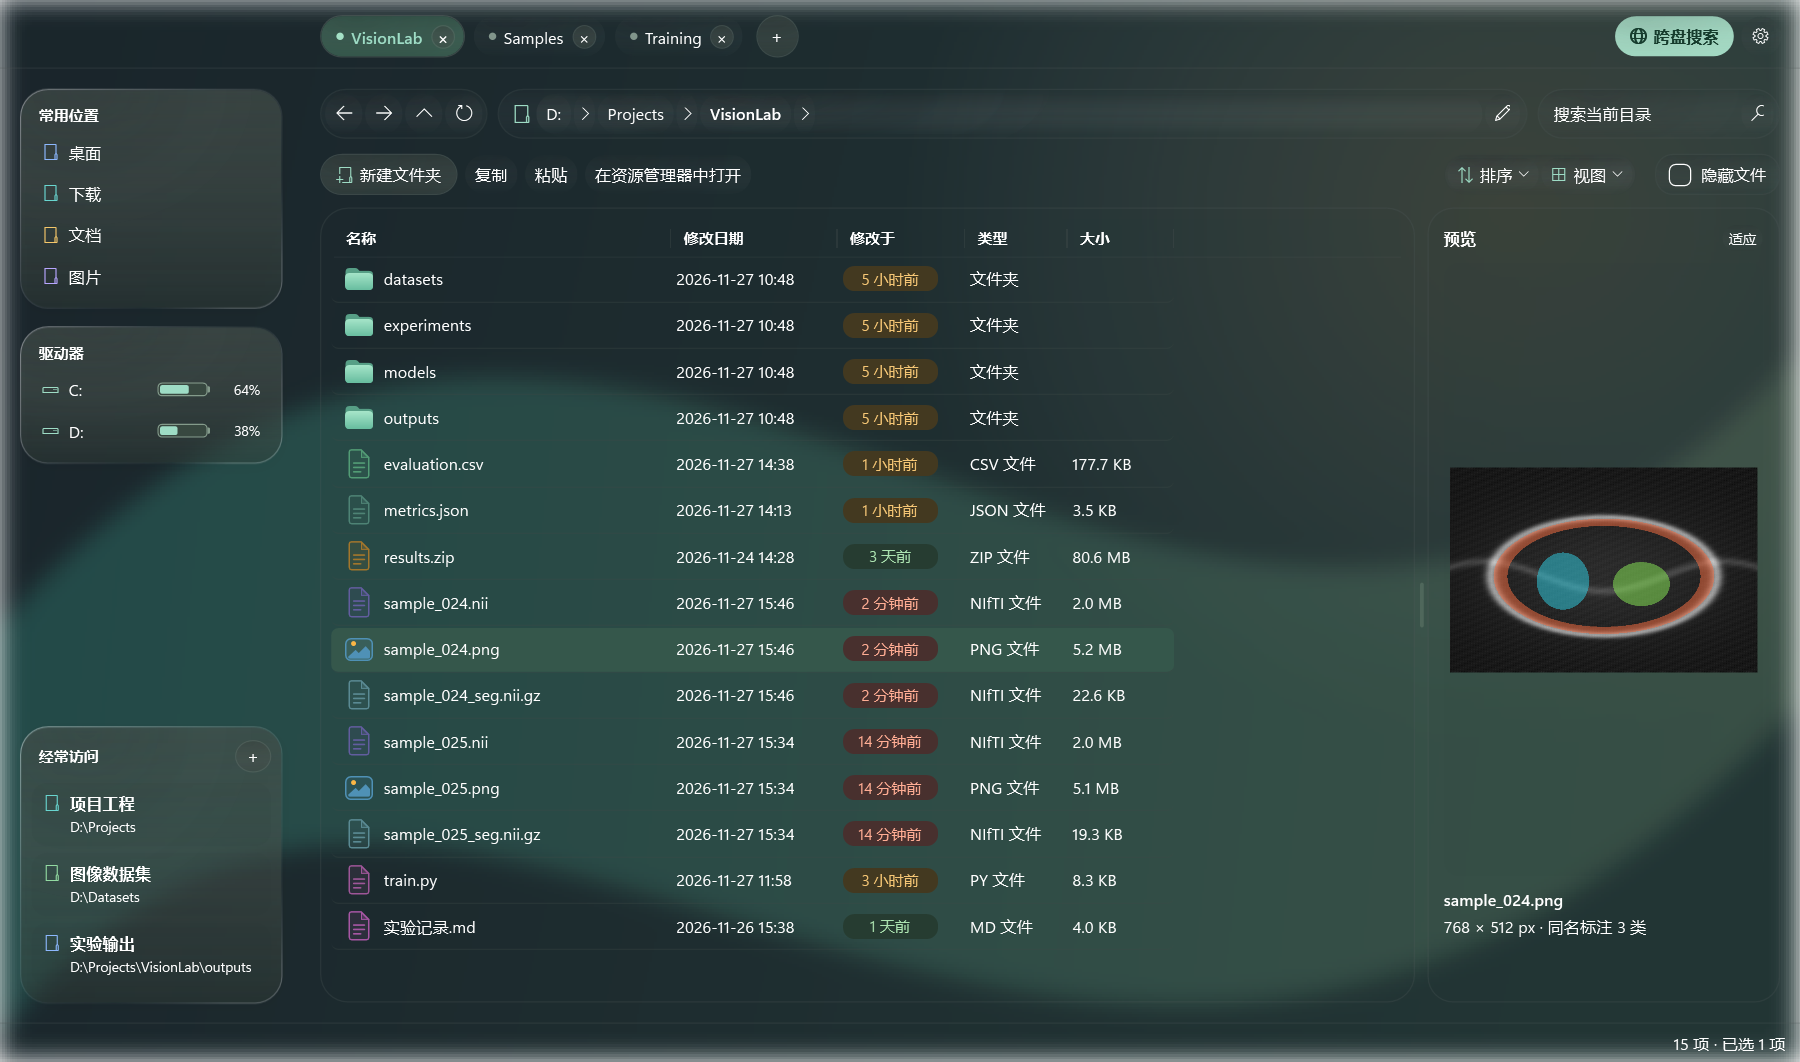 VisionLab ×
Samples ×
Training ×
+
跨盘搜索
常用位置
桌面
下载
文档
图片
驱动器
C: 64%
D: 38%
经常访问 +
项目工程
D:\Projects
图像数据集
D:\Datasets
实验输出
D:\Projects\VisionLab\outputs
D: > Projects > VisionLab >
搜索当前目录
新建文件夹 复制 粘贴 在资源管理器中打开
排序 视图 隐藏文件
名称 修改日期 修改于 类型 大小
datasets 2026-11-27 10:48 5 小时前 文件夹
experiments 2026-11-27 10:48 5 小时前 文件夹
models 2026-11-27 10:48 5 小时前 文件夹
outputs 2026-11-27 10:48 5 小时前 文件夹
evaluation.csv 2026-11-27 14:38 1 小时前 CSV 文件 177.7 KB
metrics.json 2026-11-27 14:13 1 小时前 JSON 文件 3.5 KB
results.zip 2026-11-24 14:28 3 天前 ZIP 文件 80.6 MB
sample_024.nii 2026-11-27 15:46 2 分钟前 NIfTI 文件 2.0 MB
sample_024.png 2026-11-27 15:46 2 分钟前 PNG 文件 5.2 MB
sample_024_seg.nii.gz 2026-11-27 15:46 2 分钟前 NIfTI 文件 22.6 KB
sample_025.nii 2026-11-27 15:34 14 分钟前 NIfTI 文件 2.0 MB
sample_025.png 2026-11-27 15:34 14 分钟前 PNG 文件 5.1 MB
sample_025_seg.nii.gz 2026-11-27 15:34 14 分钟前 NIfTI 文件 19.3 KB
train.py 2026-11-27 11:58 3 小时前 PY 文件 8.3 KB
实验记录.md 2026-11-26 15:38 1 天前 MD 文件 4.0 KB
预览 适应
sample_024.png
768 × 512 px · 同名标注 3 类
15 项 · 已选 1 项